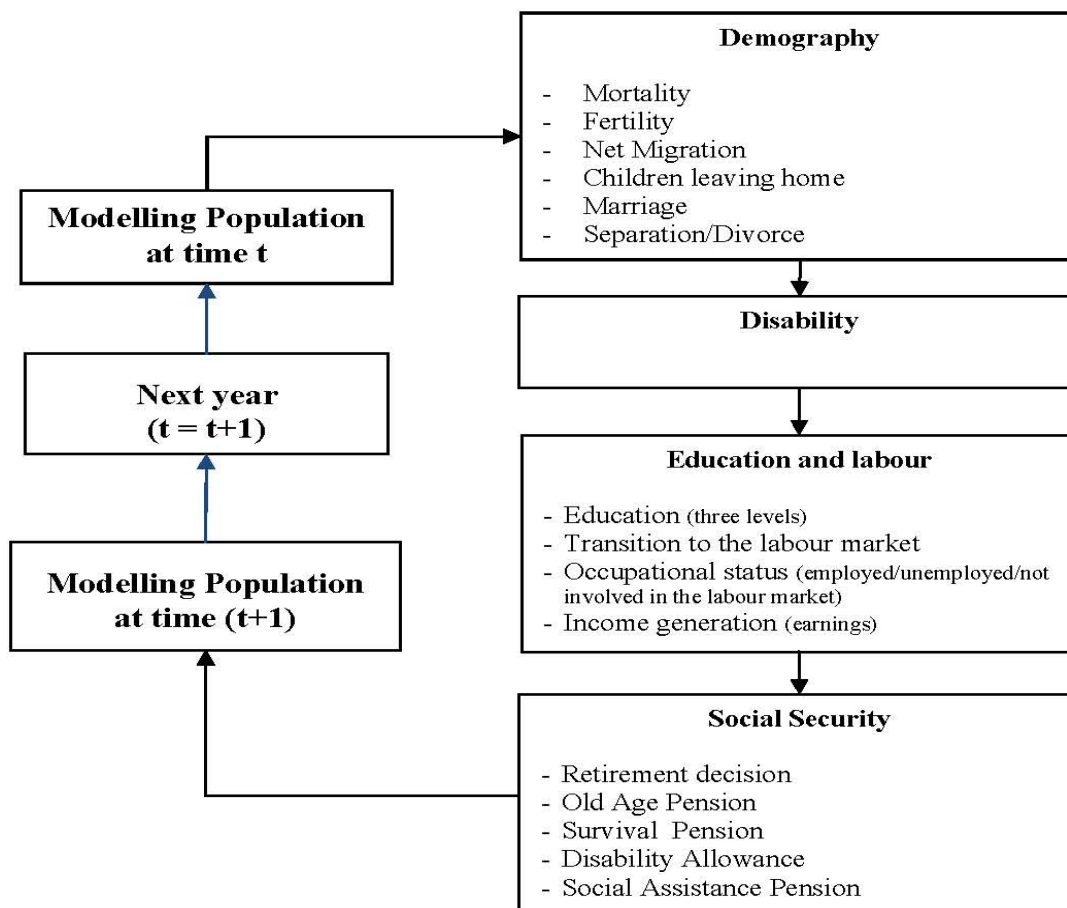 Demography
- Mortality
- Fertility
- Net Migration
- Children leaving home
- Marriage
- Separation/Divorce
Modelling Population
at time t
Disability
Next year
(t = t+1)
Education and labour
- Education (three levels)
- Transition to the labour market
- Occupational status (employed/unemployed/not
involved in the labour market)
- Income generation (earnings)
Modelling Population
at time (t+1)
Social Security
- Retirement decision
- Old Age Pension
- Survival Pension
- Disability Allowance
- Social Assistance Pension